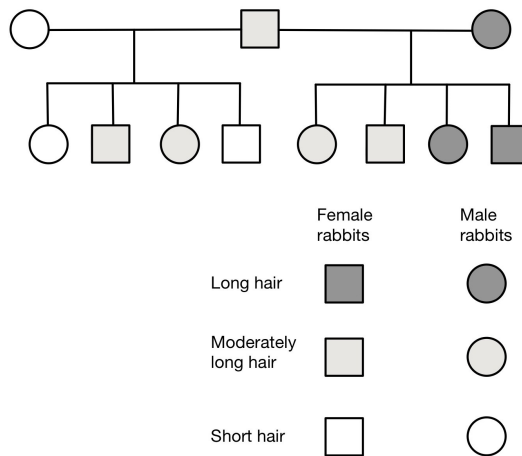 Female
rabbits
Male
rabbits
Long hair
Moderately
long hair
Short hair